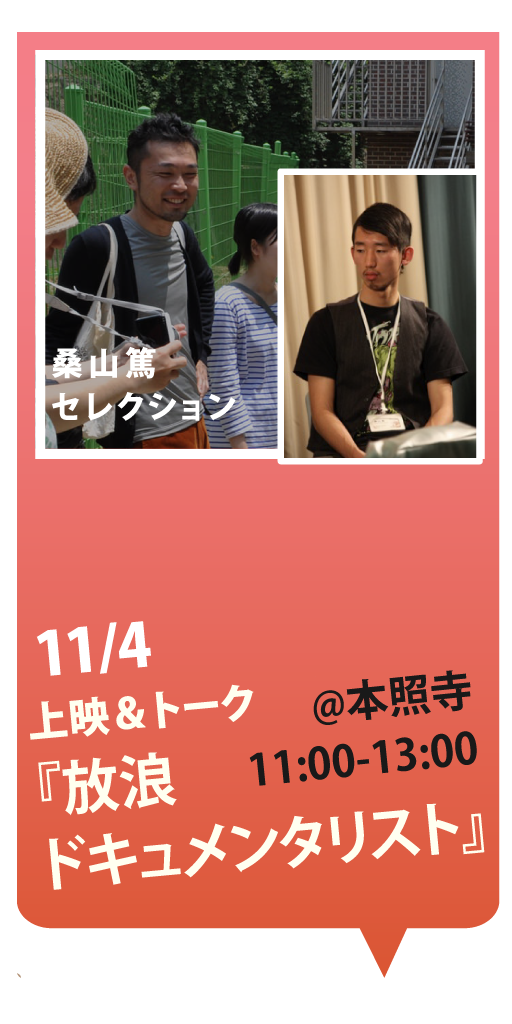 桑山篤
セレクション
11/4
上映&トーク
@本照寺
11:00-13:00
『放浪
ドキュメンタリスト』
、